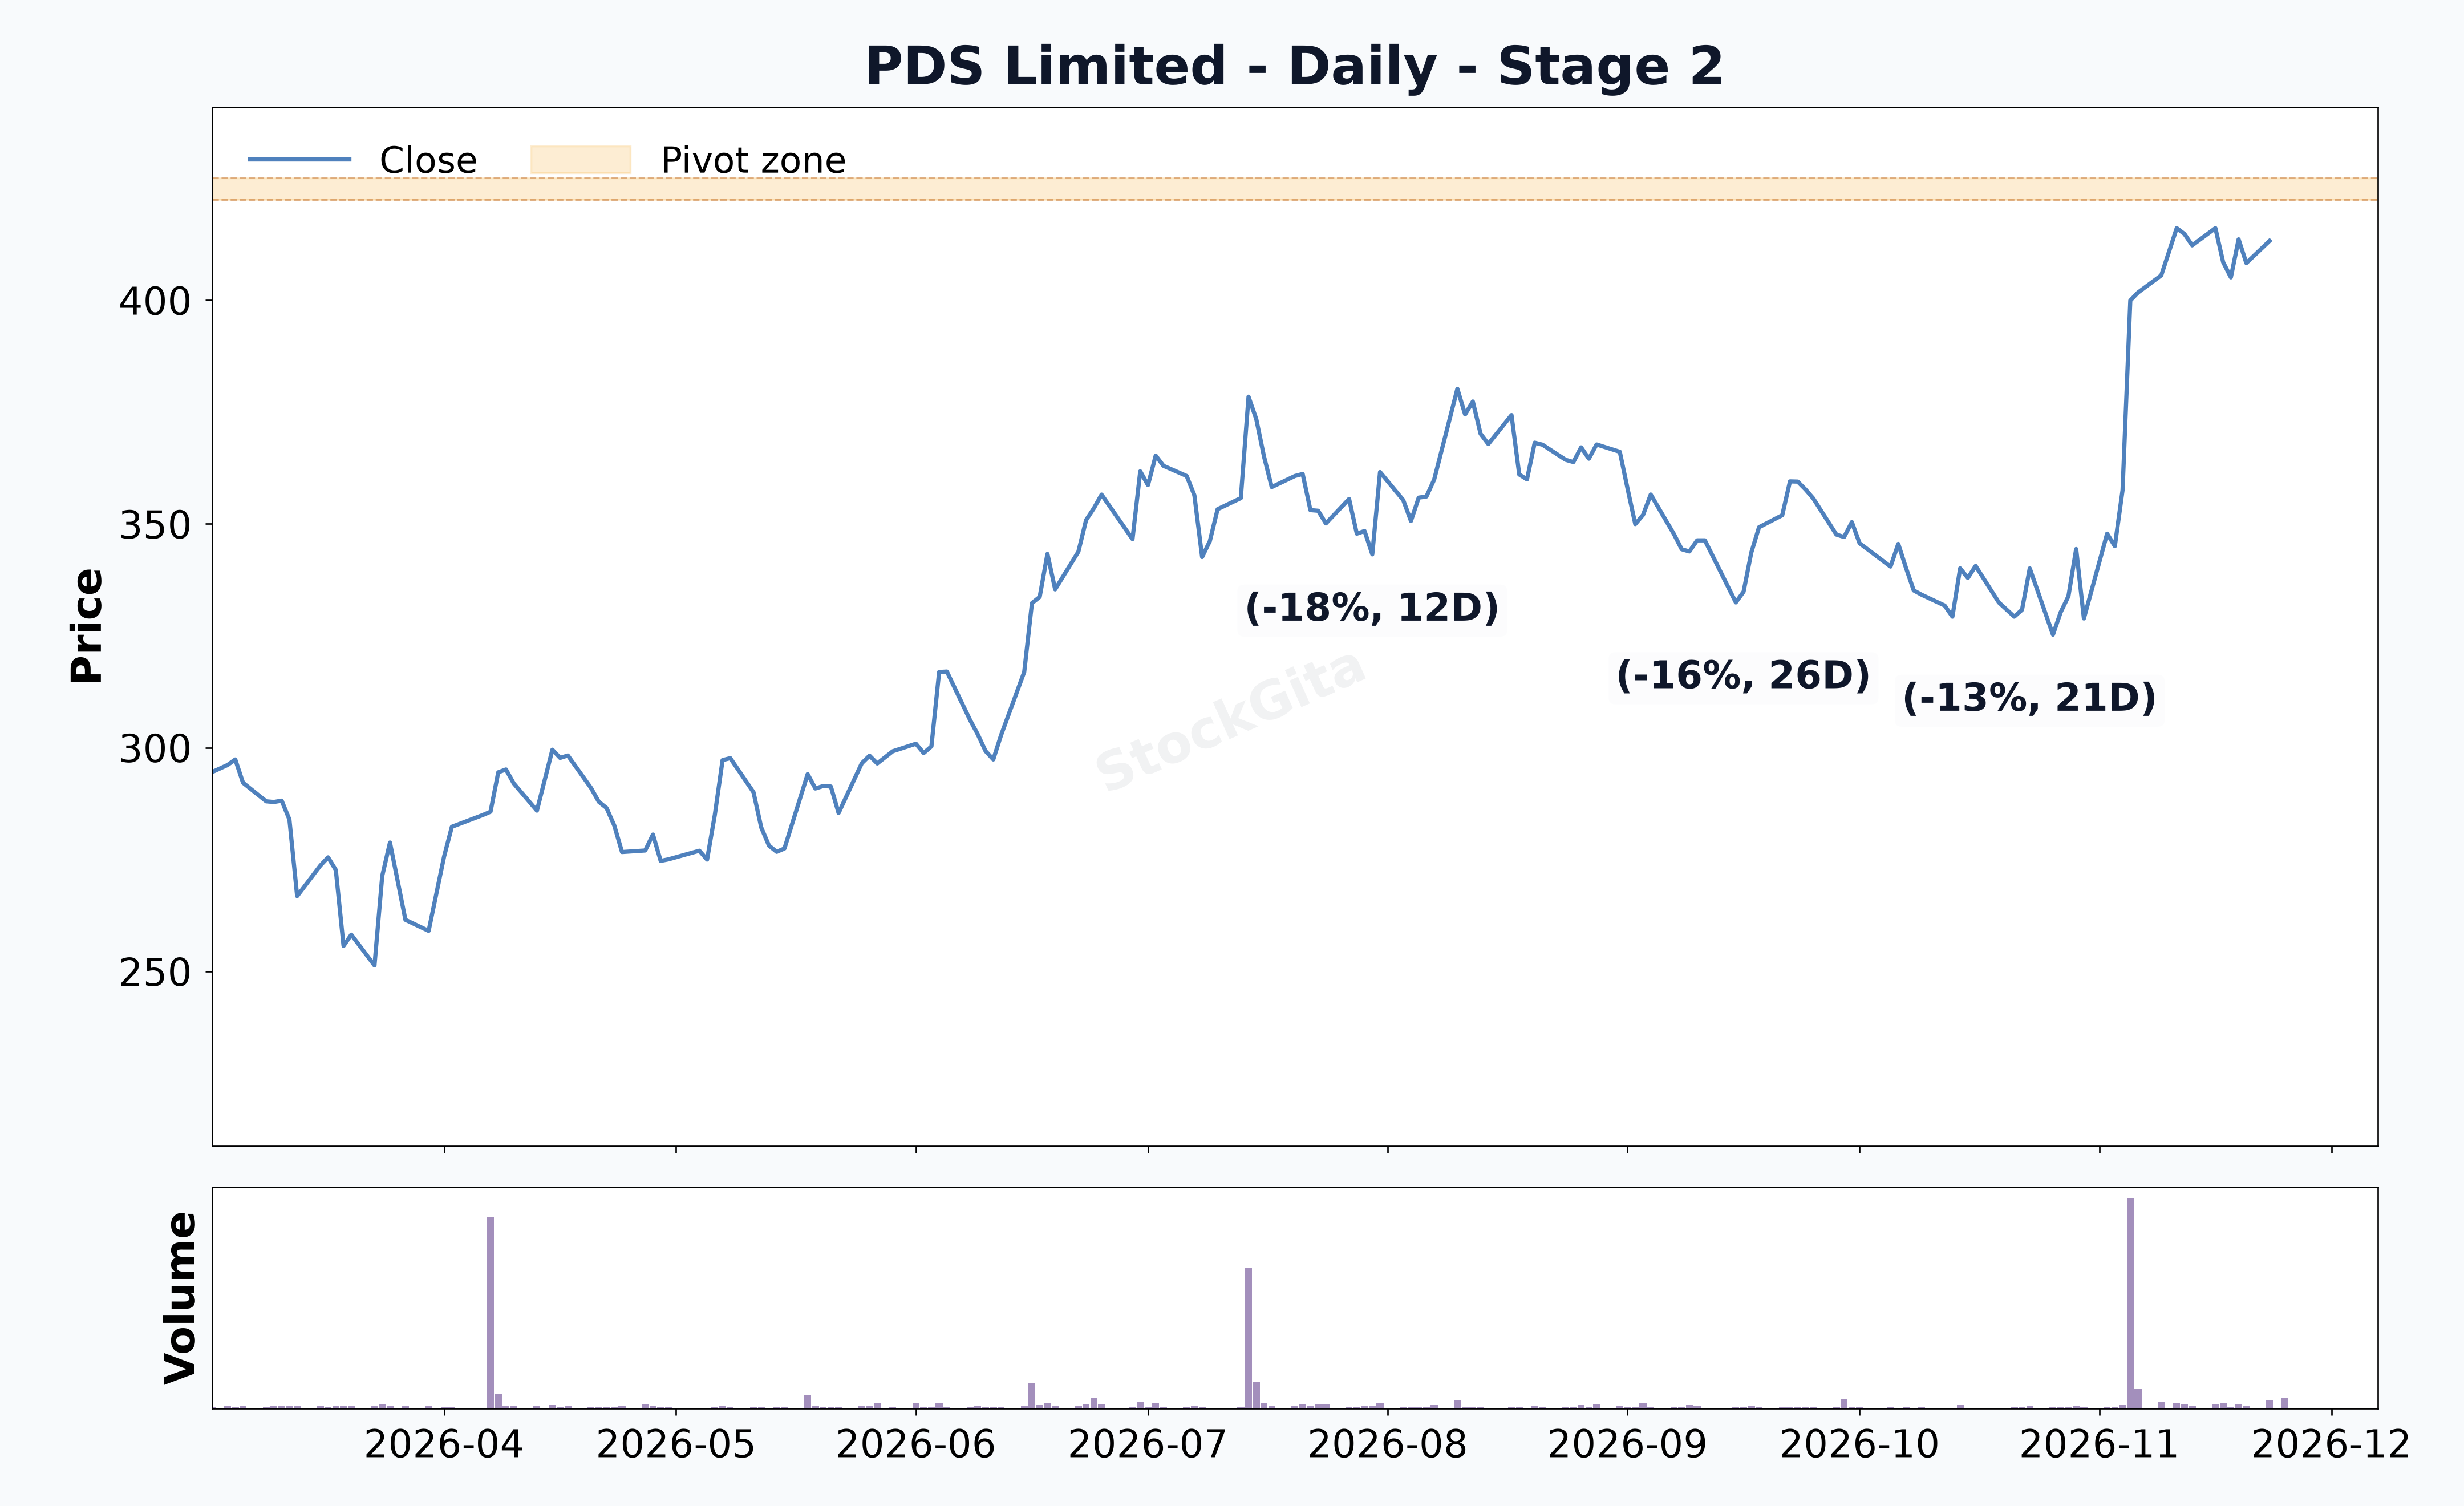 PDS Limited - Daily - Stage 2
Close
Pivot zone
Price
400
350
300
250
(-18%, 12D)
(-16%, 26D)
(-13%, 21D)
StockGita
Volume
2026-04
2026-05
2026-06
2026-07
2026-08
2026-09
2026-10
2026-11
2026-12